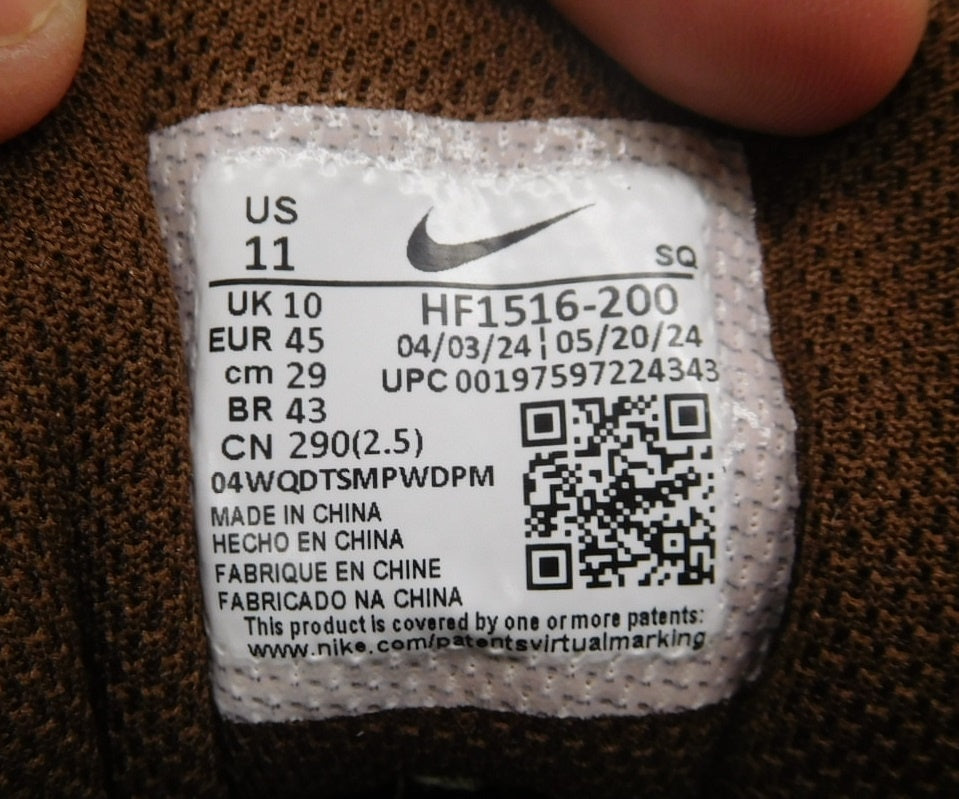 US
11
SQ
UK 10
HF1516-200
EUR 45
04/03/24 | 05/20/24
cm 29
UPC 00197597224343
BR 43
CN 290(2.5)
04WQDTSMPWDPM
MADE IN CHINA
HECHO EN CHINA
FABRIQUE EN CHINE
FABRICADO NA CHINA
This product is covered by one or more patents:
www.nike.com/patentsvirtualmarking